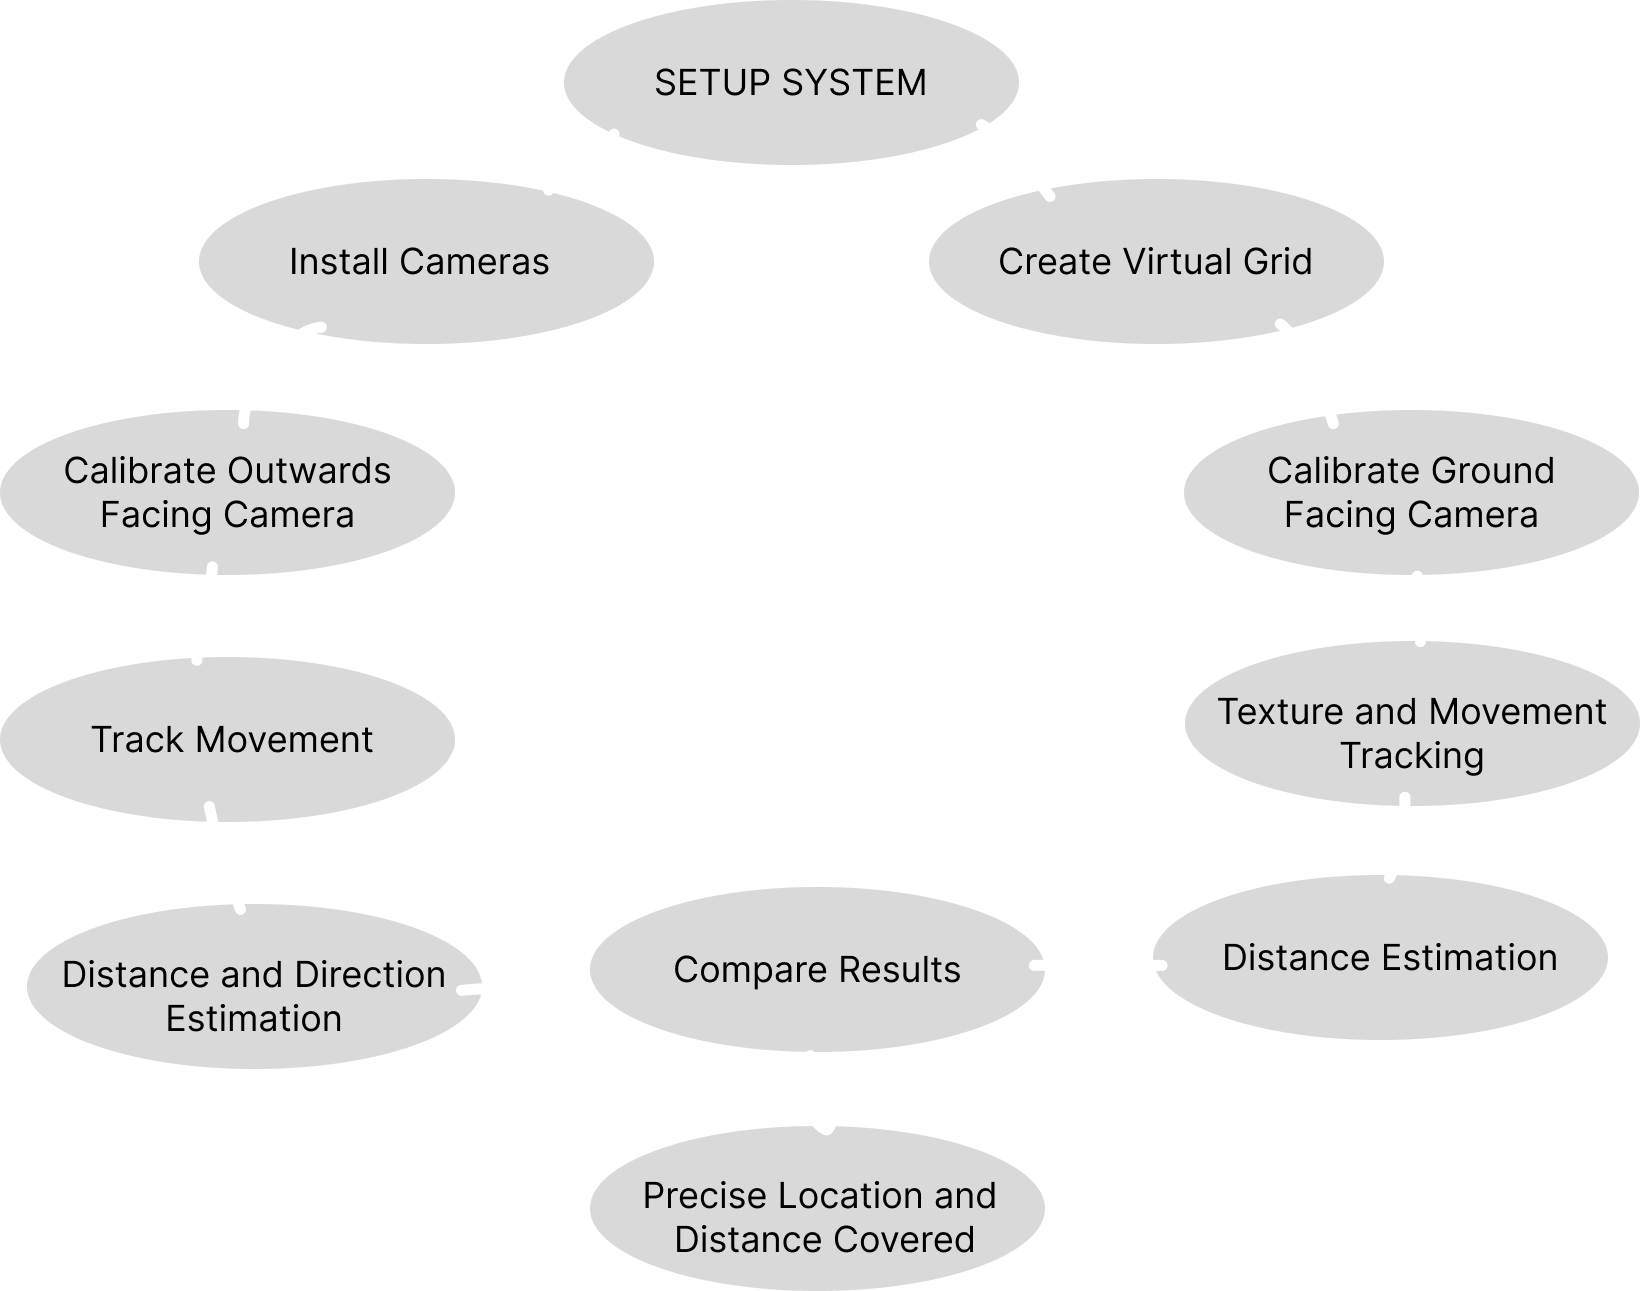 SETUP SYSTEM
Install Cameras
Create Virtual Grid
Calibrate Outwards
Facing Camera
Calibrate Ground
Facing Camera
Track Movement
Texture and Movement
Tracking
Distance and Direction
Estimation
Compare Results
Distance Estimation
Precise Location and
Distance Covered